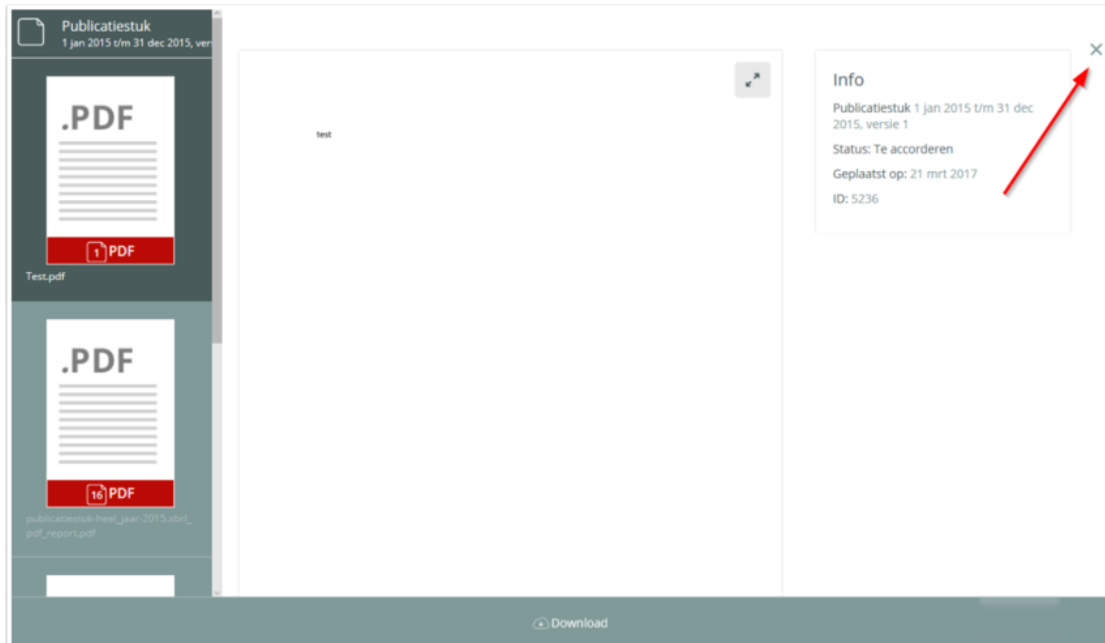 Publicatiestuk
1 jan 2015 t/m 31 dec 2015, ver
.PDF
1 PDF
Test.pdf
.PDF
16 PDF
publicatiestuk-heel_jaar-2015.xbrl_
pdf_report.pdf
test
Info
Publicatiestuk 1 jan 2015 t/m 31 dec
2015, versie 1
Status: Te accorderen
Geplaatst op: 21 mrt 2017
ID: 5236
Download